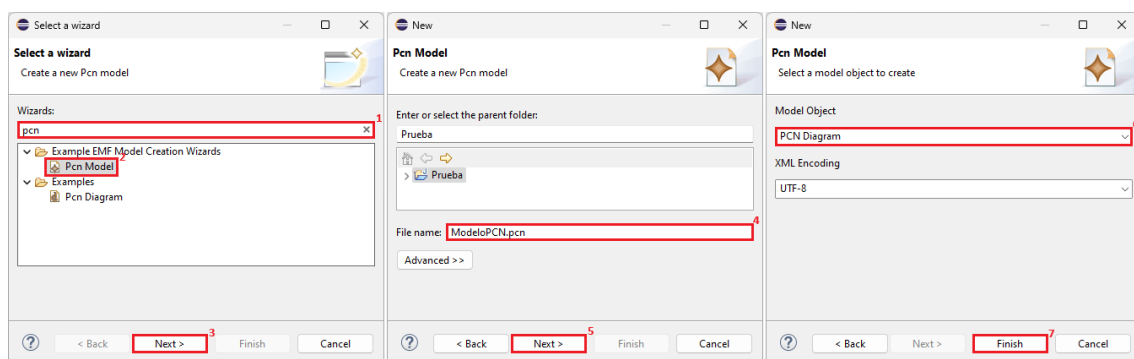 Select a wizard
Select a wizard
Create a new Pcn model
Wizards:
1
pcn
Example EMF Model Creation Wizards
2
Pcn Model
Examples
Pcn Diagram
3
< Back Next > Finish Cancel
New
Pcn Model
Create a new Pcn model
Enter or select the parent folder:
Prueba
Prueba
4
File name: ModeloPCN.pcn
Advanced >>
5
< Back Next > Finish Cancel
New
Pcn Model
Select a model object to create
Model Object
PCN Diagram
XML Encoding
UTF-8
7
< Back Next > Finish Cancel